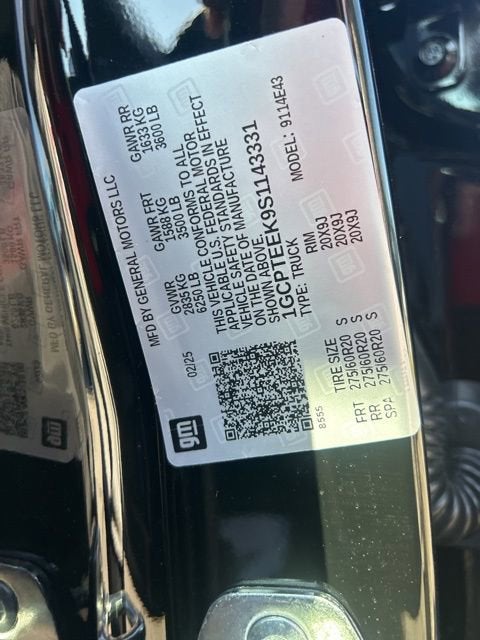 MFD BY GENERAL MOTORS LLC
02/25 GVWR GAWR FRT GAWR RR
2835 KG 1588 KG 1633 KG
6250 LB 3500 LB 3600 LB
THIS VEHICLE CONFORMS TO ALL
APPLICABLE U.S. FEDERAL MOTOR
VEHICLE SAFETY STANDARDS IN EFFECT
ON THE DATE OF MANUFACTURE
SHOWN ABOVE.
1GCPTEEK9S1143331
TYPE: TRUCK MODEL: 9114E43
8555
TIRE SIZE RIM
FRT 275/60R20 S 20X9J
RR 275/60R20 S 20X9J
SPA 275/60R20 S 20X9J
gm